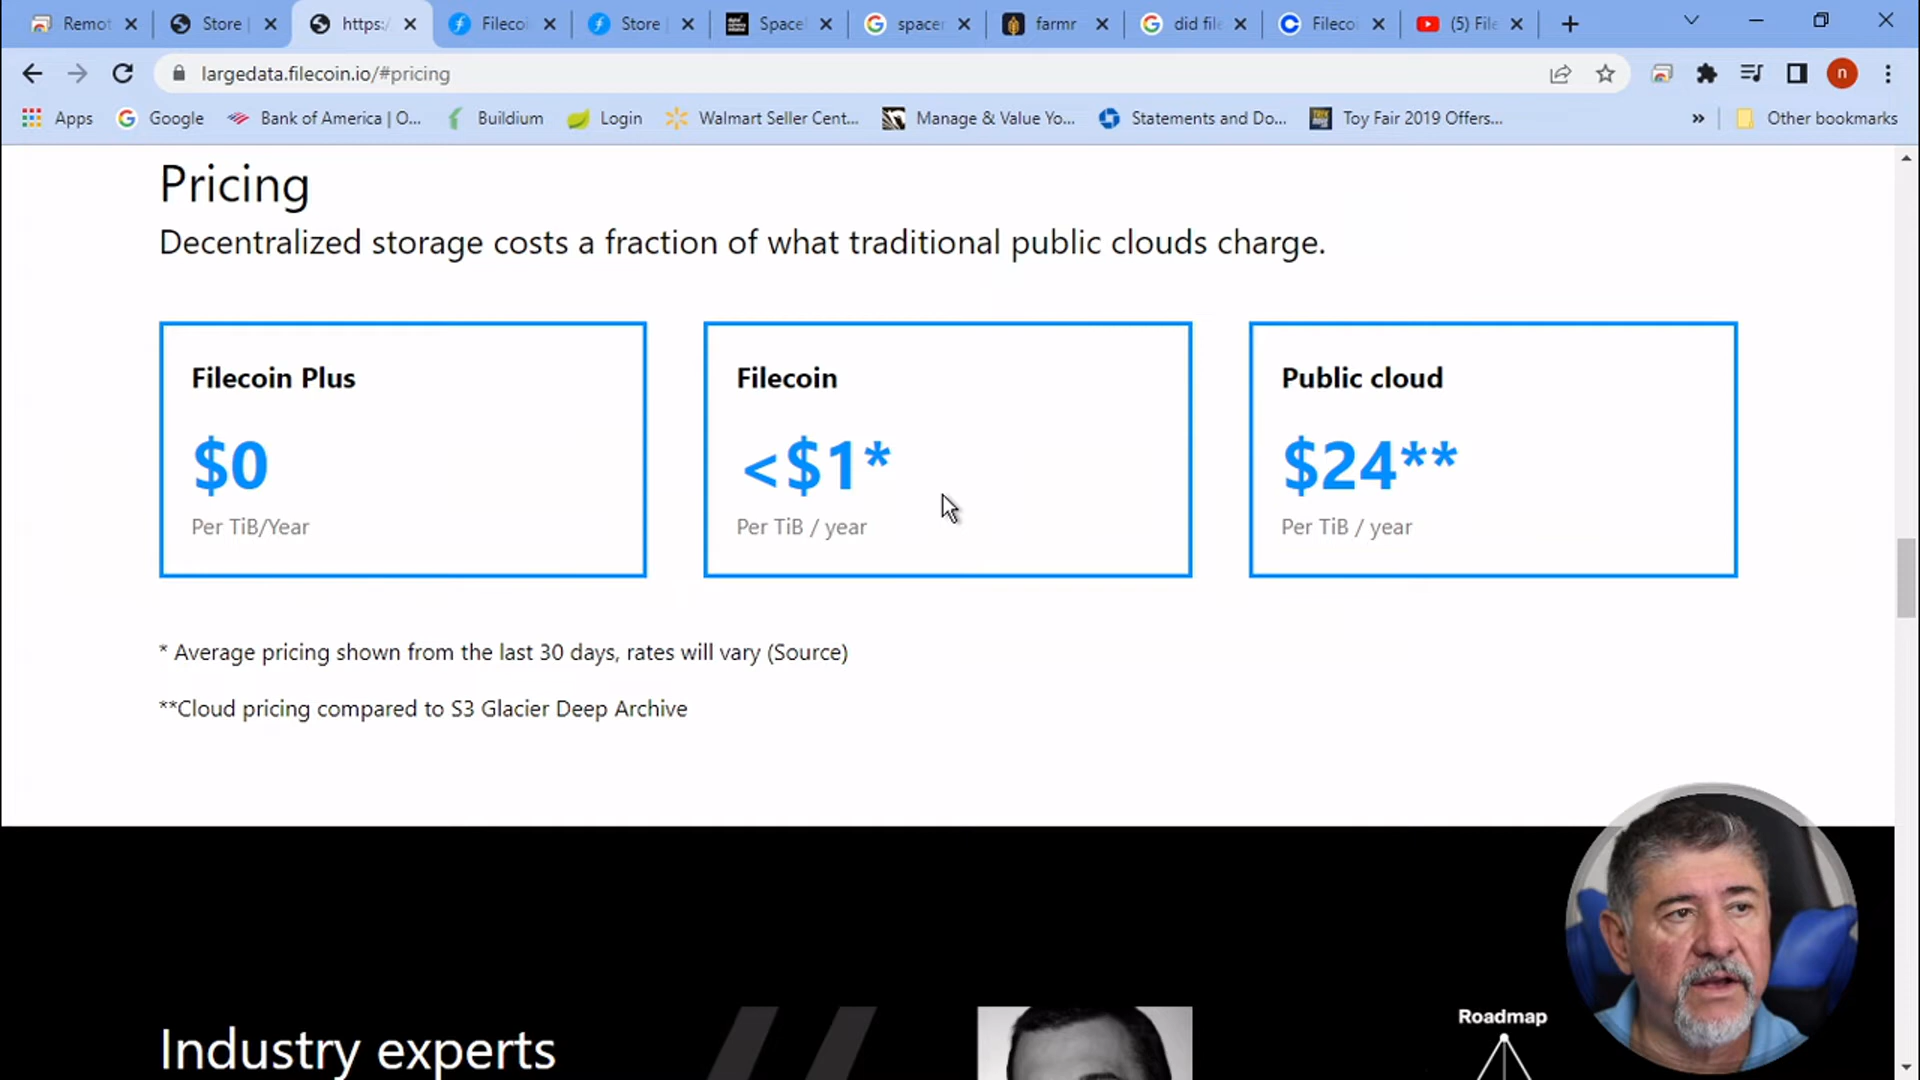 Remot
Store
https:/
Filecoi
Store
Space
spacer
farmr
did file
Filecoi
(5) File
largedata.filecoin.io/#pricing
n
Apps
Google
Bank of America | O...
Buildium
Login
Walmart Seller Cent...
Manage & Value Yo...
Statements and Do...
Toy Fair 2019 Offers...
»
Other bookmarks
Pricing
Decentralized storage costs a fraction of what traditional public clouds charge.
Filecoin Plus
$0
Per TiB/Year
Filecoin
<$1*
Per TiB / year
Public cloud
$24**
Per TiB / year
* Average pricing shown from the last 30 days, rates will vary (Source)
**Cloud pricing compared to S3 Glacier Deep Archive
Industry experts
Roadmap